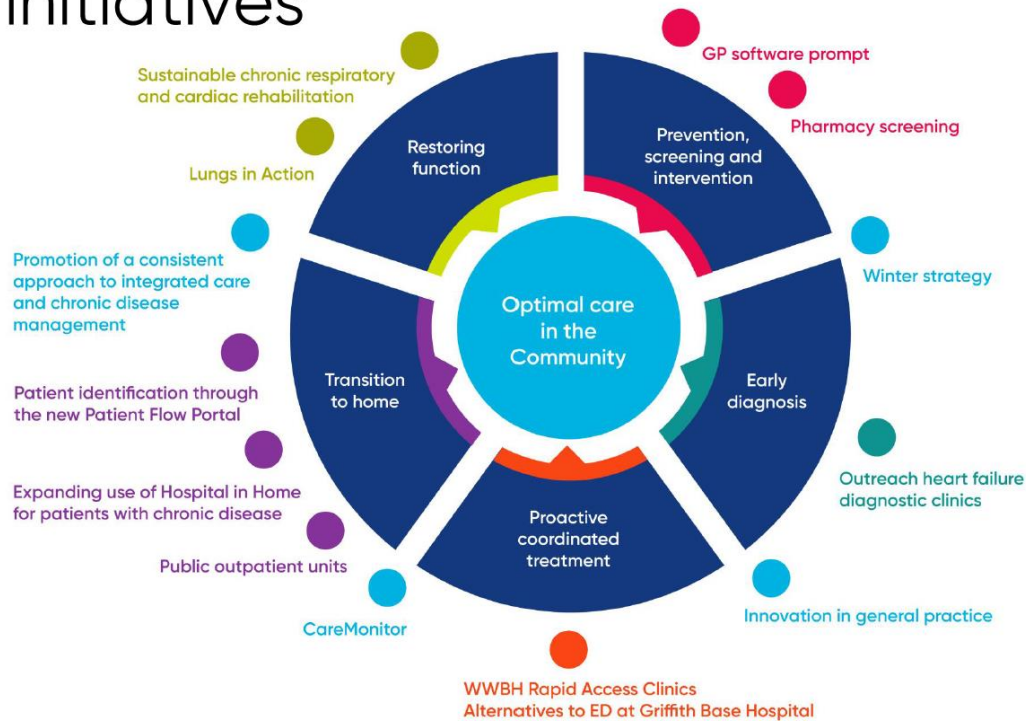 initiatives
GP software prompt
Pharmacy screening
Winter strategy
Outreach heart failure
diagnostic clinics
Innovation in general practice
WWBH Rapid Access Clinics
Alternatives to ED at Griffith Base Hospital
CareMonitor
Public outpatient units
Expanding use of Hospital in Home
for patients with chronic disease
Patient identification through
the new Patient Flow Portal
Promotion of a consistent
approach to integrated care
and chronic disease
management
Lungs in Action
Sustainable chronic respiratory
and cardiac rehabilitation
Restoring
function
Prevention,
screening and
intervention
Early
diagnosis
Proactive
coordinated
treatment
Transition
to home
Optimal care
in the
Community